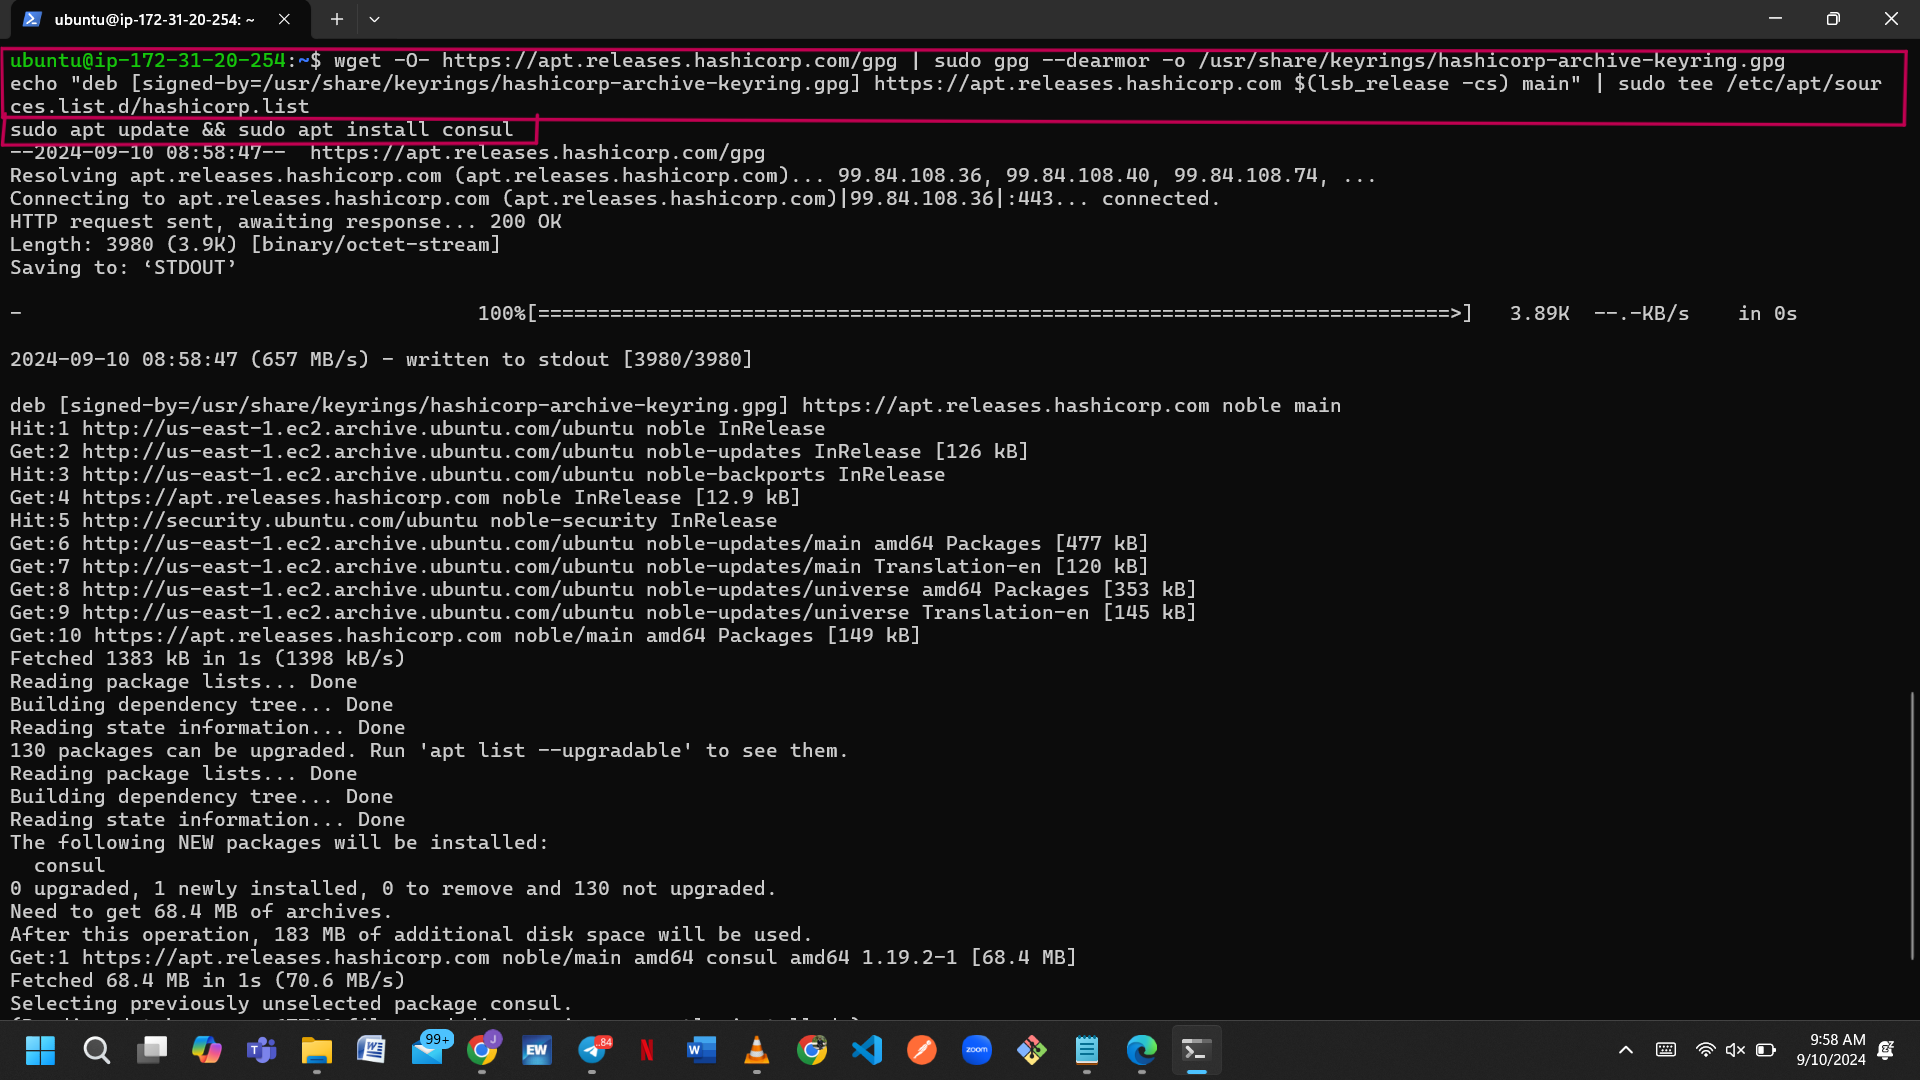 ubuntu@ip-172-31-20-254: ~
ubuntu@ip-172-31-20-254:~$ wget -O- https://apt.releases.hashicorp.com/gpg | sudo gpg --dearmor -o /usr/share/keyrings/hashicorp-archive-keyring.gpg
echo "deb [signed-by=/usr/share/keyrings/hashicorp-archive-keyring.gpg] https://apt.releases.hashicorp.com $(lsb_release -cs) main" | sudo tee /etc/apt/sour
ces.list.d/hashicorp.list
sudo apt update && sudo apt install consul
--2024-09-10 08:58:47--  https://apt.releases.hashicorp.com/gpg
Resolving apt.releases.hashicorp.com (apt.releases.hashicorp.com)... 99.84.108.36, 99.84.108.40, 99.84.108.74, ...
Connecting to apt.releases.hashicorp.com (apt.releases.hashicorp.com)|99.84.108.36|:443... connected.
HTTP request sent, awaiting response... 200 OK
Length: 3980 (3.9K) [binary/octet-stream]
Saving to: ‘STDOUT’
-                                      100%[============================================================================>]   3.89K  --.-KB/s    in 0s
2024-09-10 08:58:47 (657 MB/s) - written to stdout [3980/3980]
deb [signed-by=/usr/share/keyrings/hashicorp-archive-keyring.gpg] https://apt.releases.hashicorp.com noble main
Hit:1 http://us-east-1.ec2.archive.ubuntu.com/ubuntu noble InRelease
Get:2 http://us-east-1.ec2.archive.ubuntu.com/ubuntu noble-updates InRelease [126 kB]
Hit:3 http://us-east-1.ec2.archive.ubuntu.com/ubuntu noble-backports InRelease
Get:4 https://apt.releases.hashicorp.com noble InRelease [12.9 kB]
Hit:5 http://security.ubuntu.com/ubuntu noble-security InRelease
Get:6 http://us-east-1.ec2.archive.ubuntu.com/ubuntu noble-updates/main amd64 Packages [477 kB]
Get:7 http://us-east-1.ec2.archive.ubuntu.com/ubuntu noble-updates/main Translation-en [120 kB]
Get:8 http://us-east-1.ec2.archive.ubuntu.com/ubuntu noble-updates/universe amd64 Packages [353 kB]
Get:9 http://us-east-1.ec2.archive.ubuntu.com/ubuntu noble-updates/universe Translation-en [145 kB]
Get:10 https://apt.releases.hashicorp.com noble/main amd64 Packages [149 kB]
Fetched 1383 kB in 1s (1398 kB/s)
Reading package lists... Done
Building dependency tree... Done
Reading state information... Done
130 packages can be upgraded. Run 'apt list --upgradable' to see them.
Reading package lists... Done
Building dependency tree... Done
Reading state information... Done
The following NEW packages will be installed:
  consul
0 upgraded, 1 newly installed, 0 to remove and 130 not upgraded.
Need to get 68.4 MB of archives.
After this operation, 183 MB of additional disk space will be used.
Get:1 https://apt.releases.hashicorp.com noble/main amd64 consul amd64 1.19.2-1 [68.4 MB]
Fetched 68.4 MB in 1s (70.6 MB/s)
Selecting previously unselected package consul.
99+
J
EW
84
zoom
9:58 AM
9/10/2024